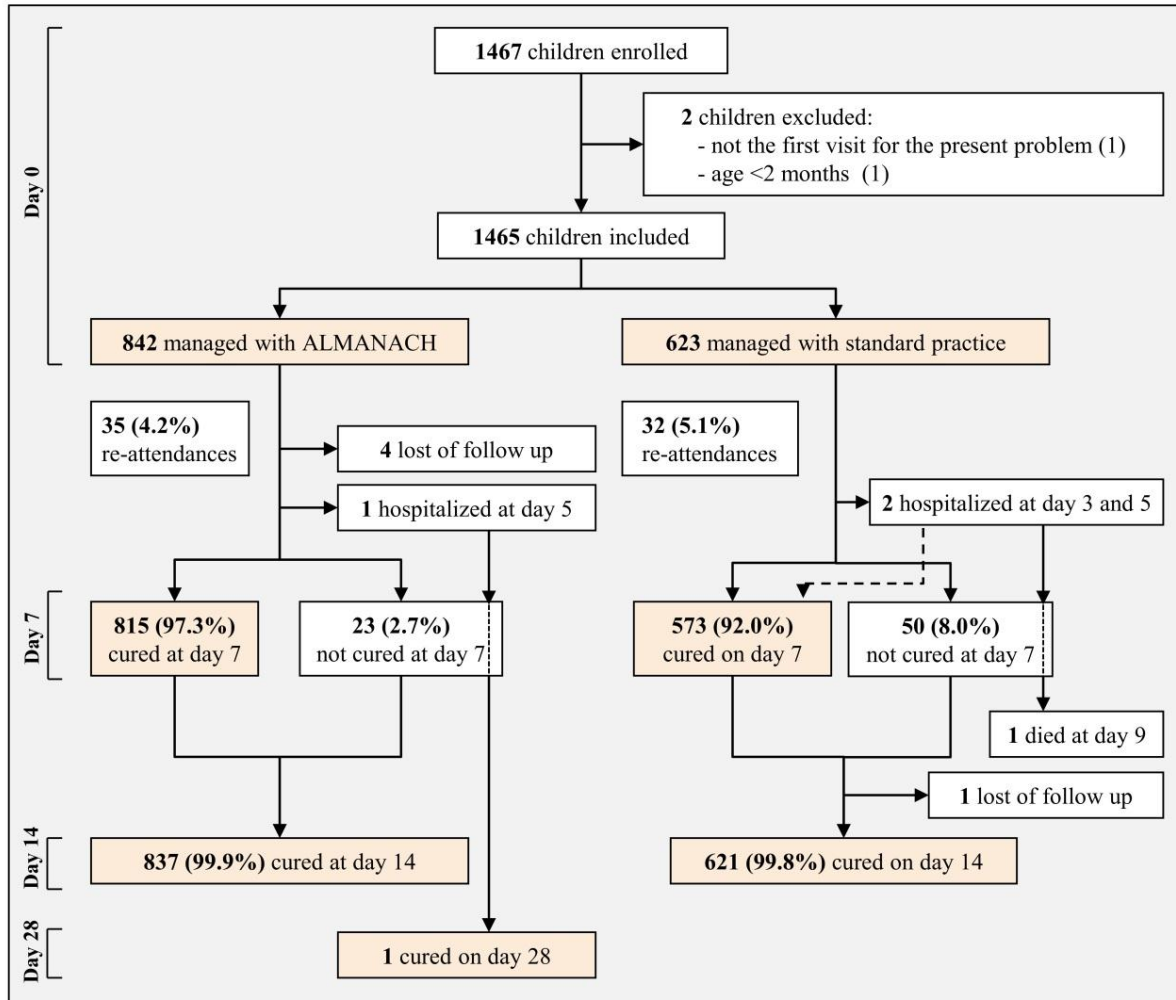 Day 0
1467 children enrolled
2 children excluded:
- not the first visit for the present problem (1)
- age <2 months (1)
1465 children included
842 managed with ALMANACH
623 managed with standard practice
35 (4.2%)
re-attendances
4 lost of follow up
1 hospitalized at day 5
32 (5.1%)
re-attendances
2 hospitalized at day 3 and 5
Day 7
815 (97.3%)
cured at day 7
23 (2.7%)
not cured at day 7
573 (92.0%)
cured on day 7
50 (8.0%)
not cured at day 7
1 died at day 9
1 lost of follow up
Day 14
837 (99.9%) cured at day 14
621 (99.8%) cured on day 14
Day 28
1 cured on day 28